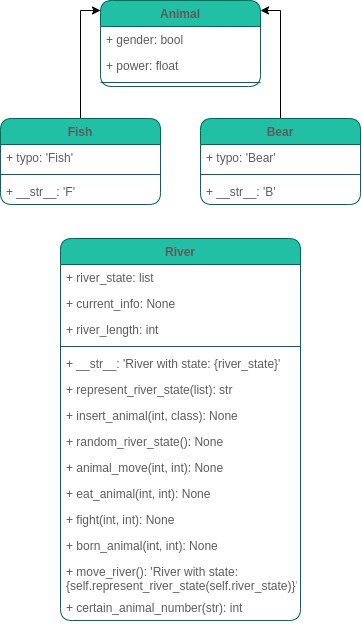 Animal
+ gender: bool
+ power: float
Fish
+ typo: 'Fish'
+ __str__: 'F'
Bear
+ typo: 'Bear'
+ __str__: 'B'
River
+ river_state: list
+ current_info: None
+ river_length: int
+ __str__: 'River with state: {river_state}'
+ represent_river_state(list): str
+ insert_animal(int, class): None
+ random_river_state(): None
+ animal_move(int, int): None
+ eat_animal(int, int): None
+ fight(int, int): None
+ born_animal(int, int): None
+ move_river(): 'River with state:
{self.represent_river_state(self.river_state)}'
+ certain_animal_number(str): int